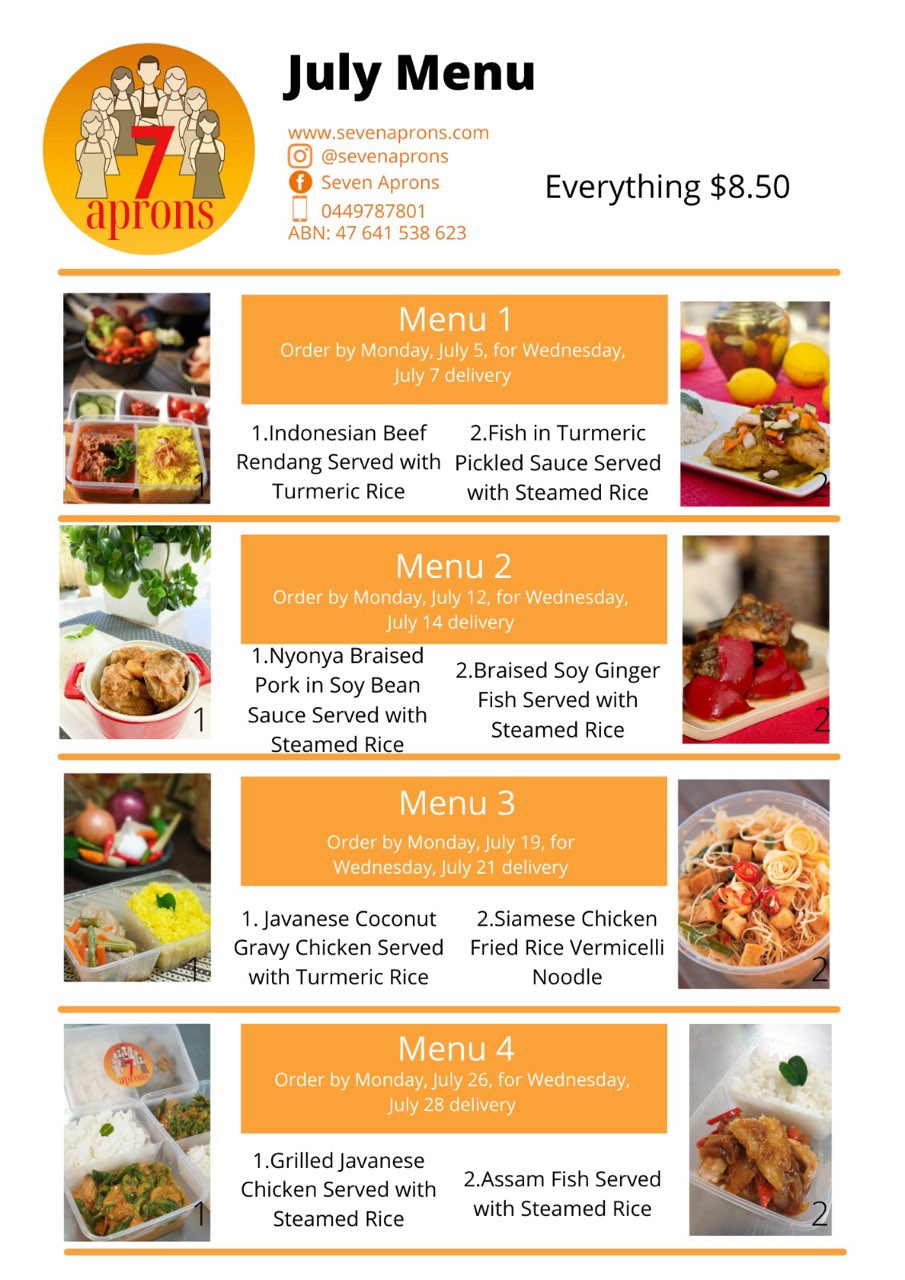 7
aprons
July Menu
www.sevenaprons.com
@sevenaprons
Seven Aprons
0449787801
ABN: 47 641 538 623
Everything $8.50
Menu 1
Order by Monday, July 5, for Wednesday,
July 7 delivery
1.Indonesian Beef
Rendang Served with
Turmeric Rice
2.Fish in Turmeric
Pickled Sauce Served
with Steamed Rice
1
2
Menu 2
Order by Monday, July 12, for Wednesday,
July 14 delivery
1.Nyonya Braised
Pork in Soy Bean
Sauce Served with
Steamed Rice
2.Braised Soy Ginger
Fish Served with
Steamed Rice
1
2
Menu 3
Order by Monday, July 19, for
Wednesday, July 21 delivery
1. Javanese Coconut
Gravy Chicken Served
with Turmeric Rice
2.Siamese Chicken
Fried Rice Vermicelli
Noodle
1
2
Menu 4
Order by Monday, July 26, for Wednesday,
July 28 delivery
7
aprons
1.Grilled Javanese
Chicken Served with
Steamed Rice
2.Assam Fish Served
with Steamed Rice
1
2